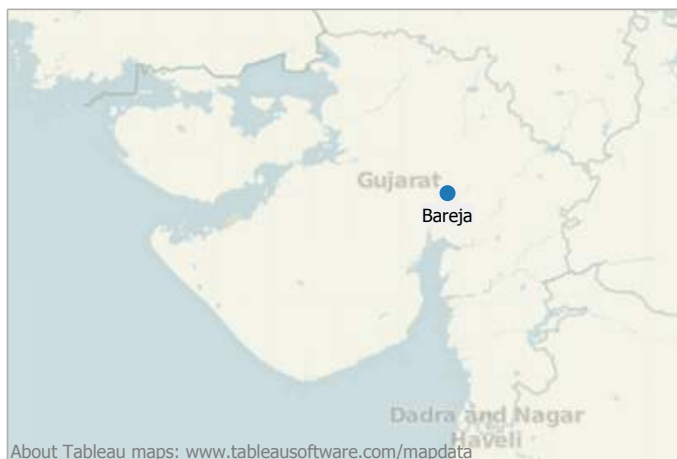 Gujarat
Bareja
Dadra and Nagar
Haveli
About Tableau maps: www.tableausoftware.com/mapdata